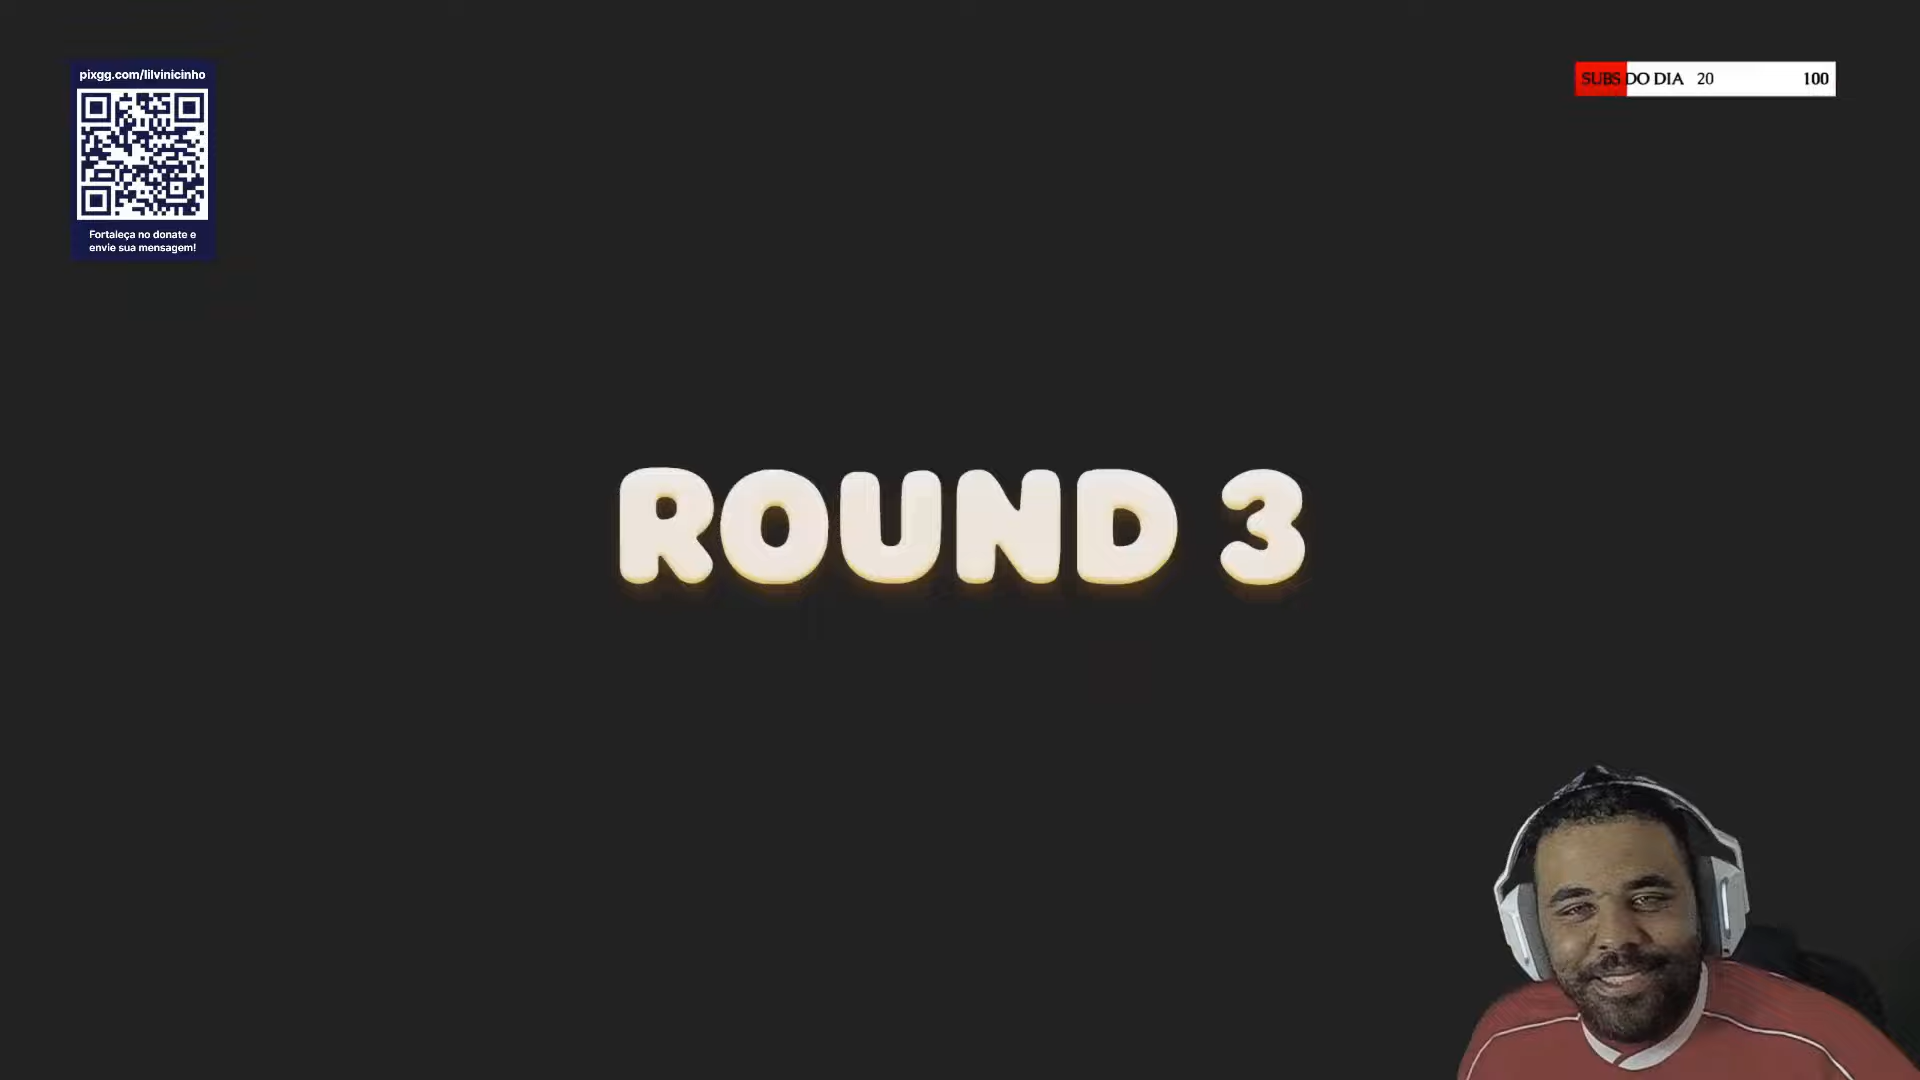 pixgg.com/lilvinicinho
SUBS DO DIA 20 100
Fortaleça no donate e
envie sua mensagem!
ROUND 3